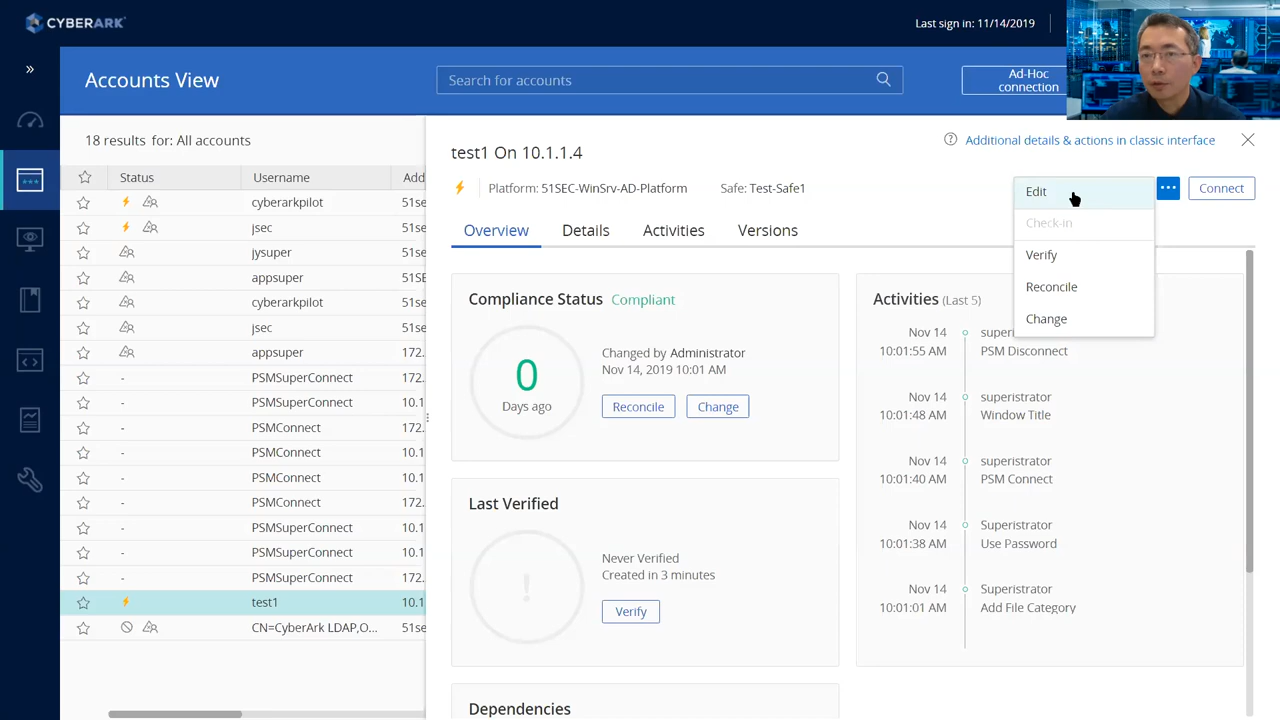 CYBERARK
Last sign in: 11/14/2019
»
Accounts View
Search for accounts
Ad-Hoc
connection
18 results for: All accounts
Status Username Add
cyberarkpilot 51se
jsec 51se
jysuper 51se
appsuper 51SE
cyberarkpilot 51se
jsec 51se
appsuper 172.
- PSMSuperConnect 172.
- PSMSuperConnect 10.1
- PSMConnect 172.
- PSMConnect 10.1
- PSMConnect 10.1
- PSMConnect 172.
- PSMSuperConnect 10.1
- PSMSuperConnect 10.1
- PSMSuperConnect 172.
test1 10.1
CN=CyberArk LDAP,O... 51se
Additional details & actions in classic interface
test1 On 10.1.1.4
Platform: 51SEC-WinSrv-AD-Platform Safe: Test-Safe1
... Connect
Edit
Check-in
Verify
Reconcile
Change
Overview Details Activities Versions
Compliance Status Compliant
0
Days ago
Changed by Administrator
Nov 14, 2019 10:01 AM
Reconcile Change
Last Verified
!
Never Verified
Created in 3 minutes
Verify
Dependencies
Activities (Last 5)
Nov 14 superi
10:01:55 AM PSM Disconnect
Nov 14 superistrator
10:01:48 AM Window Title
Nov 14 superistrator
10:01:40 AM PSM Connect
Nov 14 Superistrator
10:01:38 AM Use Password
Nov 14 Superistrator
10:01:01 AM Add File Category